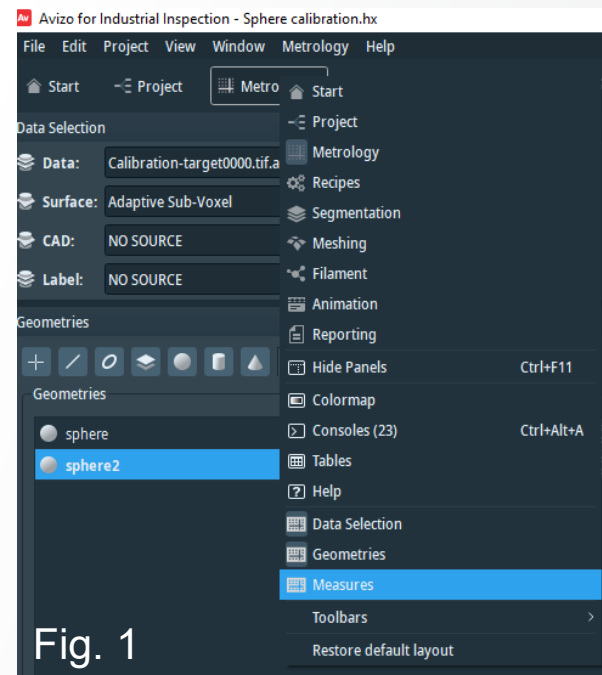 Avizo for Industrial Inspection - Sphere calibration.hx
File Edit Project View Window Metrology Help
Start Project Metro
Data Selection
Data: Calibration-target0000.tif.a
Surface: Adaptive Sub-Voxel
CAD: NO SOURCE
Label: NO SOURCE
Geometries
Geometries
sphere
sphere2
Start
Project
Metrology
Recipes
Segmentation
Meshing
Filament
Animation
Reporting
Hide Panels Ctrl+F11
Colormap
Consoles (23) Ctrl+Alt+A
Tables
Help
Data Selection
Geometries
Measures
Toolbars
Restore default layout
Fig. 1